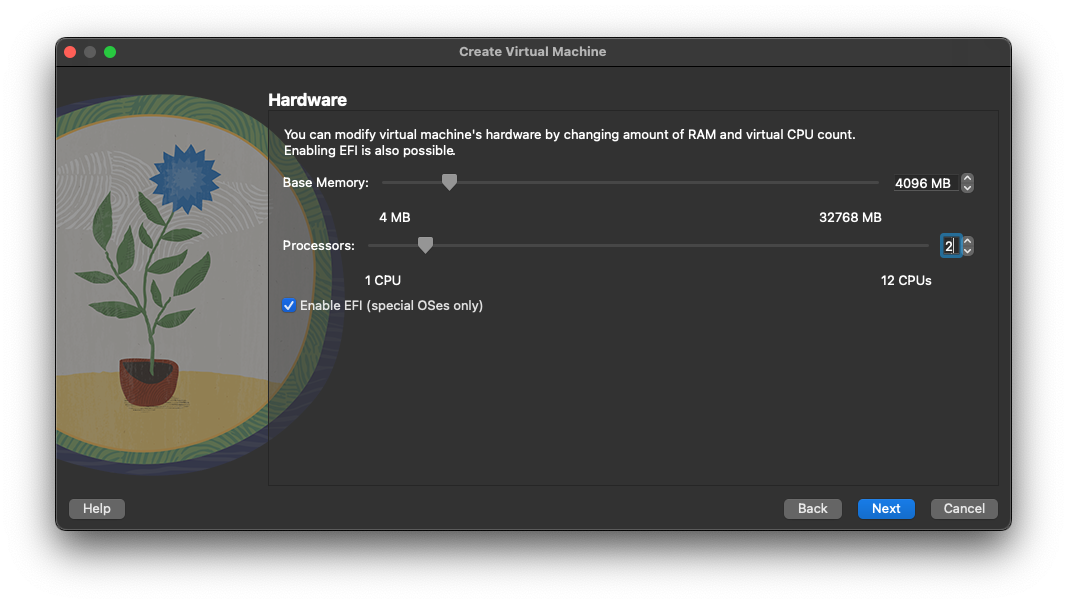 Create Virtual Machine
Hardware
You can modify virtual machine's hardware by changing amount of RAM and virtual CPU count.
Enabling EFI is also possible.
Base Memory:
4096 MB
4 MB
32768 MB
Processors:
2
1 CPU
12 CPUs
Enable EFI (special OSes only)
Help
Back
Next
Cancel